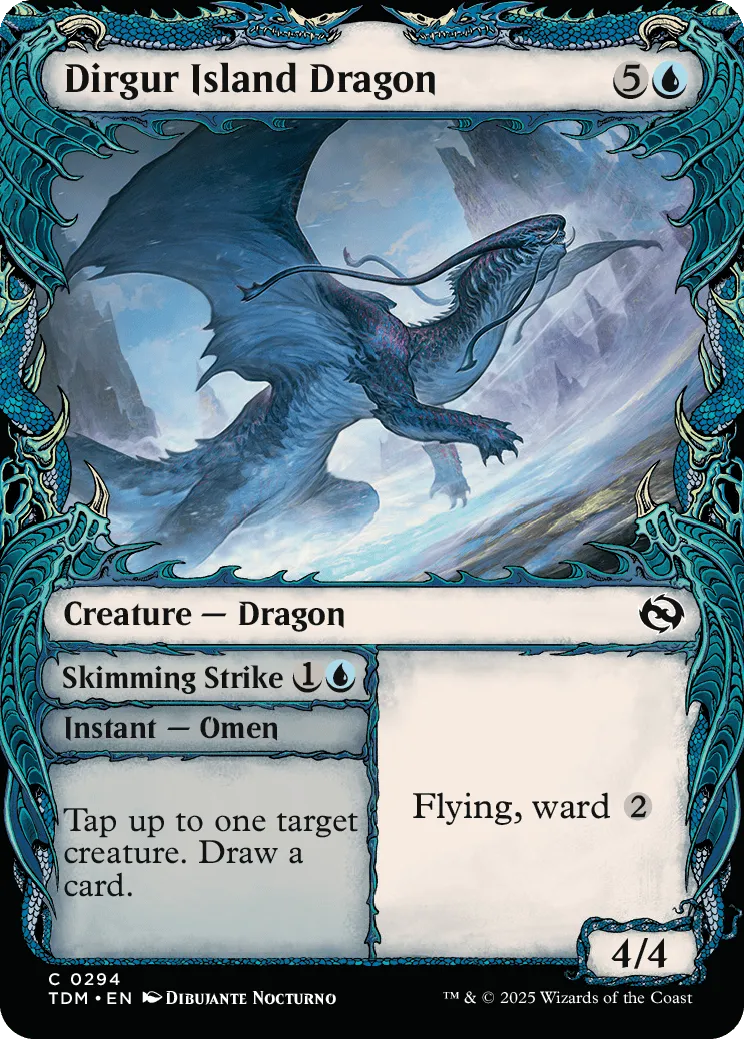 Dirgur Island Dragon 5
Creature — Dragon
Skimming Strike 1
Instant — Omen
Tap up to one target
creature. Draw a
card.
Flying, ward 2
4/4
C 0294
TDM • EN DIBUJANTE NOCTURNO
™ & © 2025 Wizards of the Coast